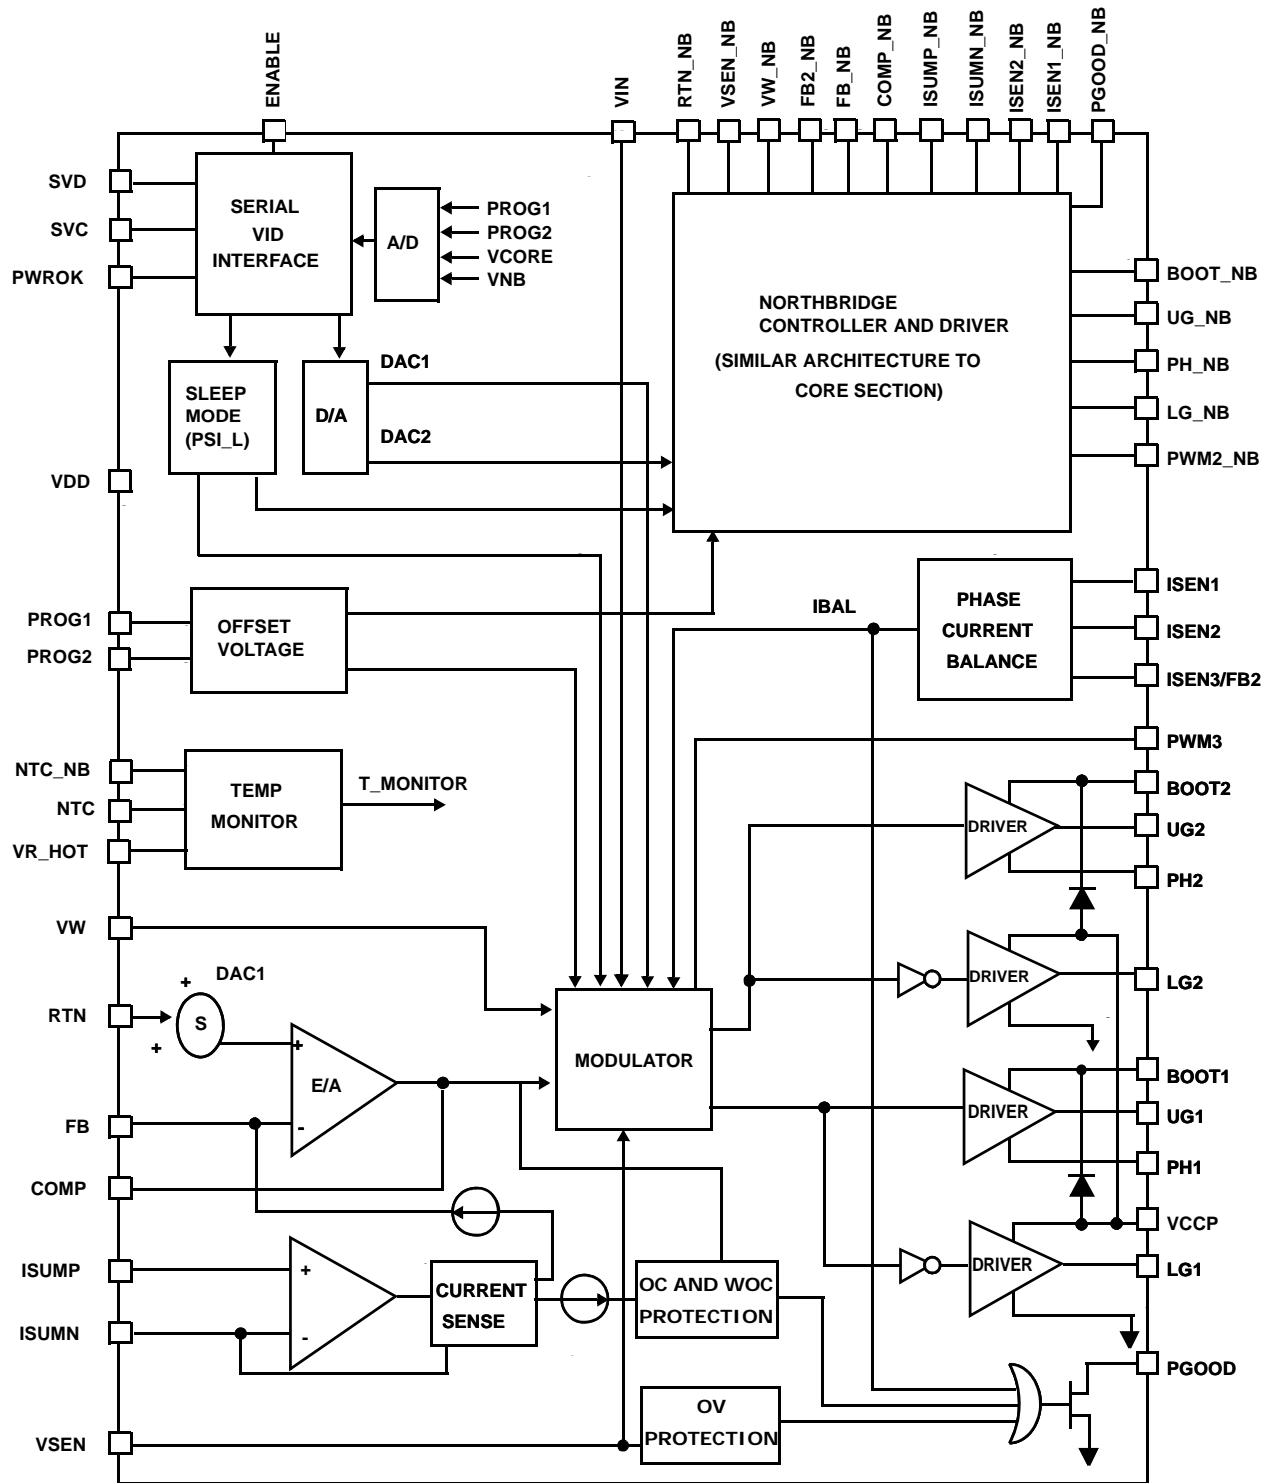 ENABLE
VIN
RTN_NB
VSEN_NB
VW_NB
FB2_NB
FB_NB
COMP_NB
ISUMP_NB
ISUMN_NB
ISEN2_NB
ISEN1_NB
PGOOD_NB
SVD
SVC
PWROK
SERIAL
VID
INTERFACE
A/D
PROG1
PROG2
VCORE
VNB
NORTHBRIDGE
CONTROLLER AND DRIVER
(SIMILAR ARCHITECTURE TO
CORE SECTION)
BOOT_NB
UG_NB
PH_NB
LG_NB
PWM2_NB
SLEEP
MODE
(PSI_L)
D/A
DAC1
DAC2
VDD
PROG1
PROG2
OFFSET
VOLTAGE
IBAL
PHASE
CURRENT
BALANCE
ISEN1
ISEN2
ISEN3/FB2
PWM3
NTC_NB
NTC
VR_HOT
TEMP
MONITOR
T_MONITOR
BOOT2
DRIVER
UG2
PH2
VW
DAC1
+
RTN
S
+
+
E/A
-
FB
COMP
MODULATOR
DRIVER
LG2
BOOT1
DRIVER
UG1
PH1
VCCP
ISUMP
+
ISUMN
-
CURRENT
SENSE
OC AND WOC
PROTECTION
DRIVER
LG1
PGOOD
OV
PROTECTION
VSEN